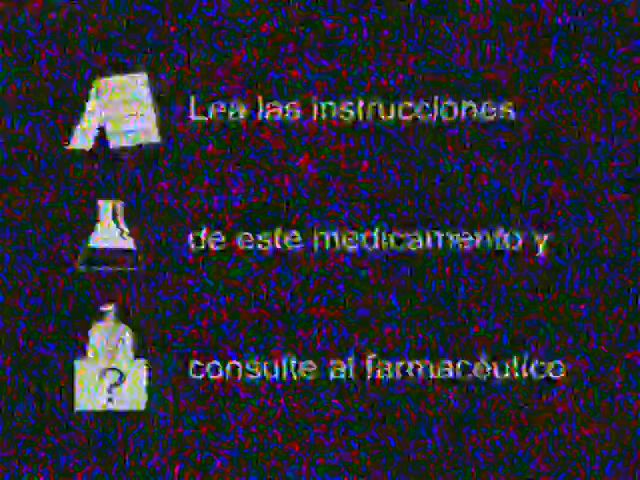 Lea las instrucciones
de este medicamento y
consulte al farmacéutico
?